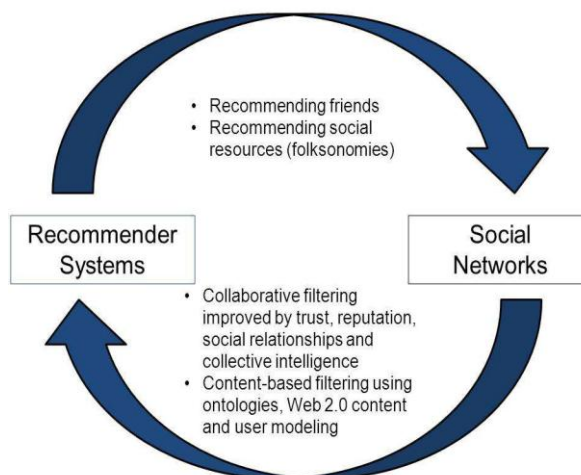 • Recommending friends
• Recommending social
resources (folksonomies)
Recommender
Systems
Social
Networks
• Collaborative filtering
improved by trust, reputation,
social relationships and
collective intelligence
• Content-based filtering using
ontologies, Web 2.0 content
and user modeling